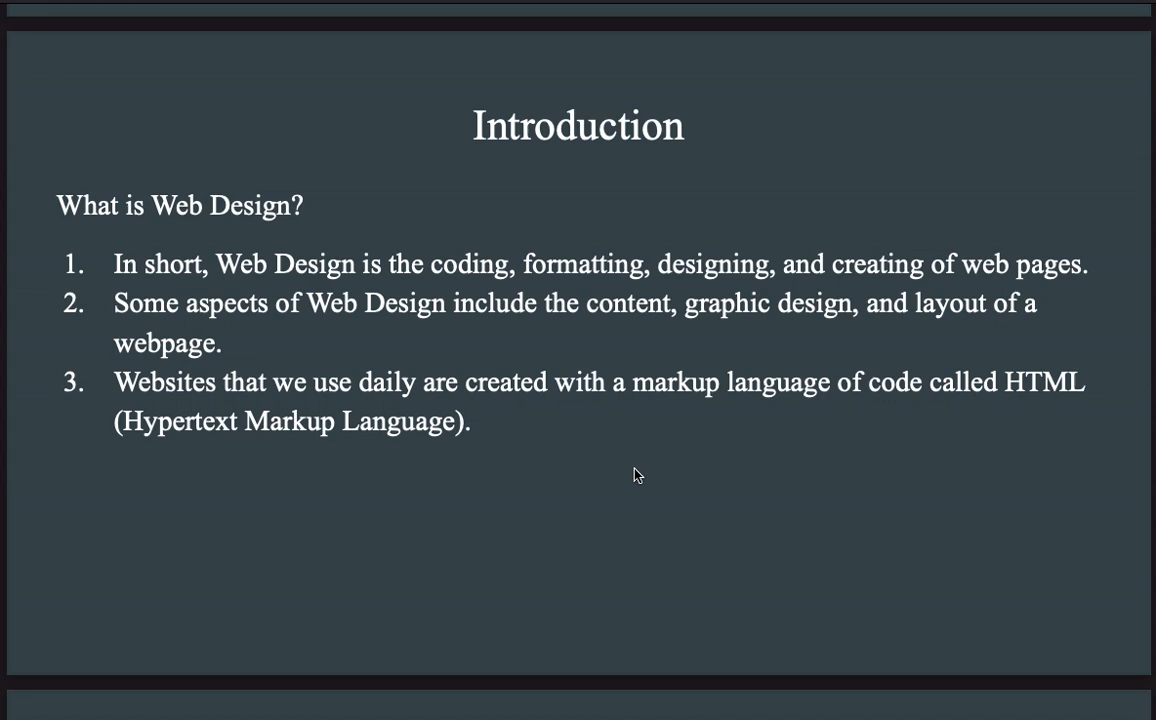 Introduction
What is Web Design?
1. In short, Web Design is the coding, formatting, designing, and creating of web pages.
2. Some aspects of Web Design include the content, graphic design, and layout of a
webpage.
3. Websites that we use daily are created with a markup language of code called HTML
(Hypertext Markup Language).